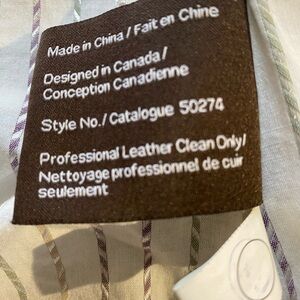 Made in China / Fait en Chine
Designed in Canada /
Conception Canadienne
Style No./ Catalogue 50274
Professional Leather Clean Only/
Nettoyage professionnel de cuir
seulement